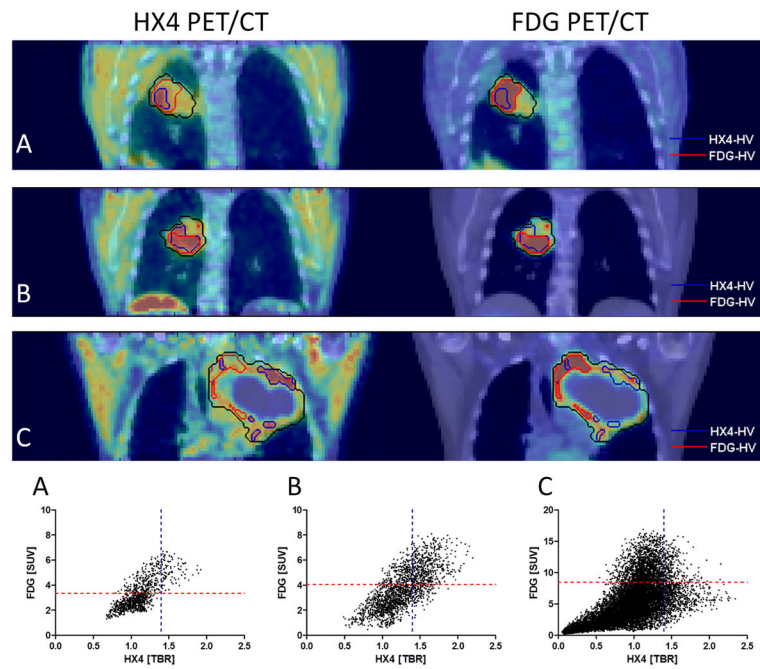 HX4 PET/CT FDG PET/CT
A
HX4-HV
FDG-HV
HX4-HV
FDG-HV
B
HX4-HV
FDG-HV
C
HX4-HV
FDG-HV
A B C
10 10 20
8 8 15
6 6 10
4 4 5
2 2
0 0 0
FDG [SUV] FDG [SUV] FDG [SUV]
0.0 0.5 1.0 1.5 2.0 2.5 0.0 0.5 1.0 1.5 2.0 2.5 0.0 0.5 1.0 1.5 2.0 2.5
HX4 [TBR] HX4 [TBR] HX4 [TBR]